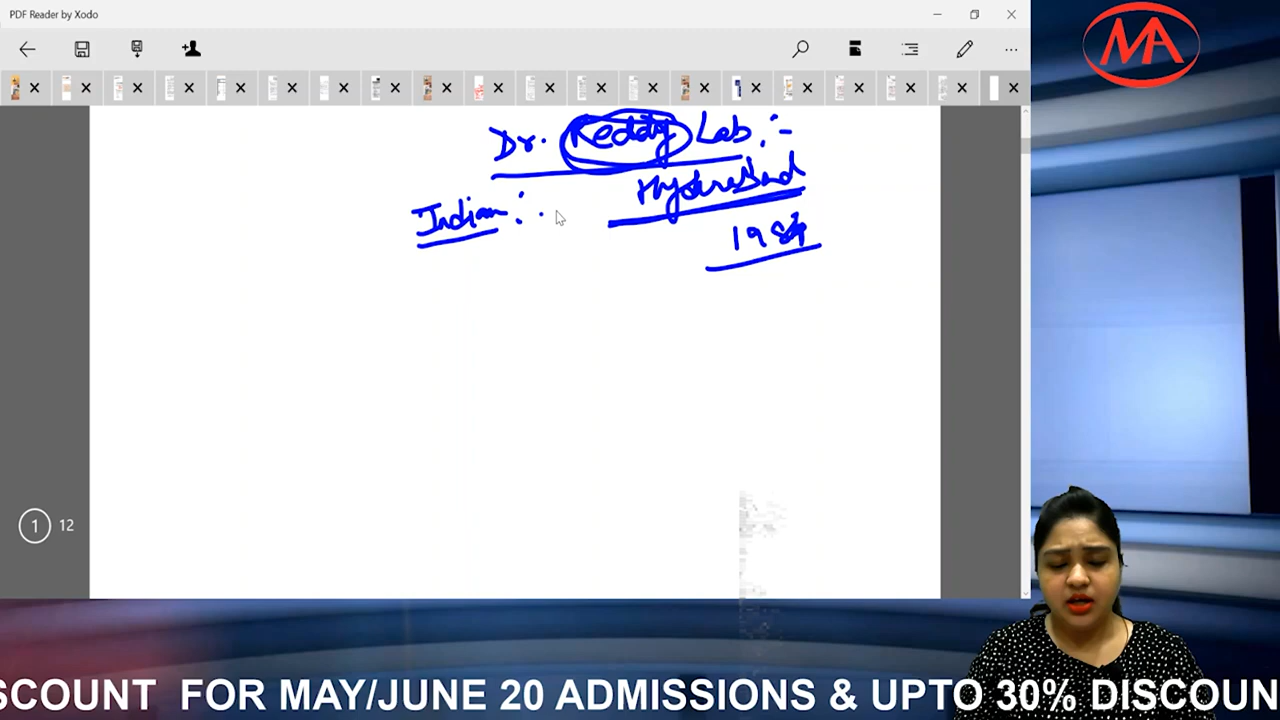 PDF Reader by Xodo
MA
Dr. Reddy Lab :-
Hyderabad
Indian :
1984
1 12
SCOUNT FOR MAY/JUNE 20 ADMISSIONS & UPTO 30% DISCOUN